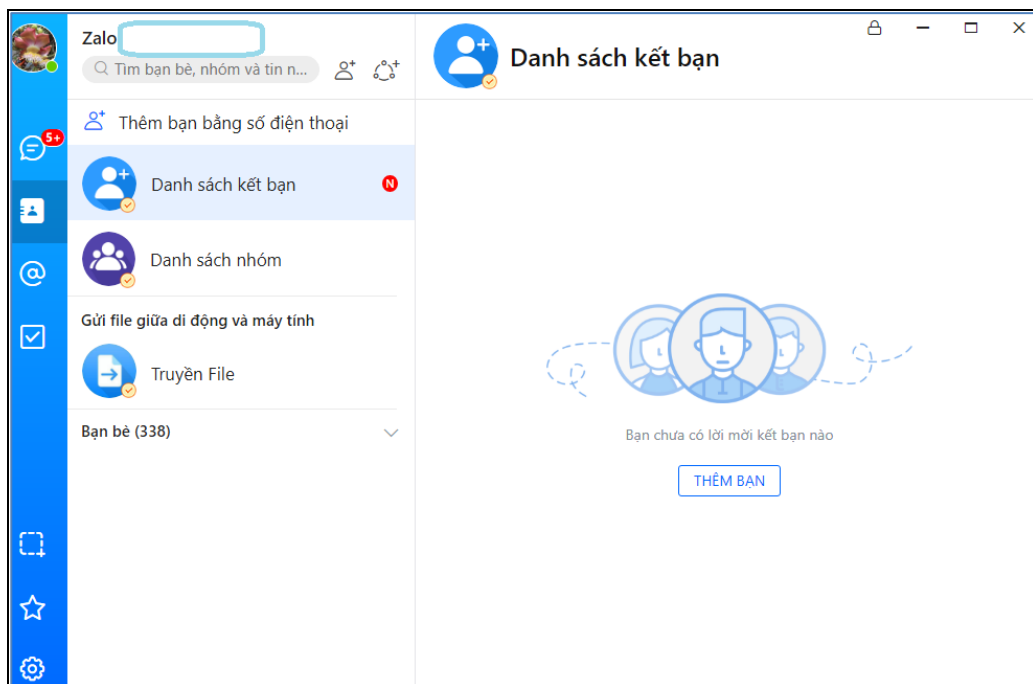 Zalo
Tìm bạn bè, nhóm và tin n...
Thêm bạn bằng số điện thoại
5+
Danh sách kết bạn
N
Danh sách nhóm
Gửi file giữa di động và máy tính
Truyền File
Bạn bè (338)
Danh sách kết bạn
Bạn chưa có lời mời kết bạn nào
THÊM BẠN